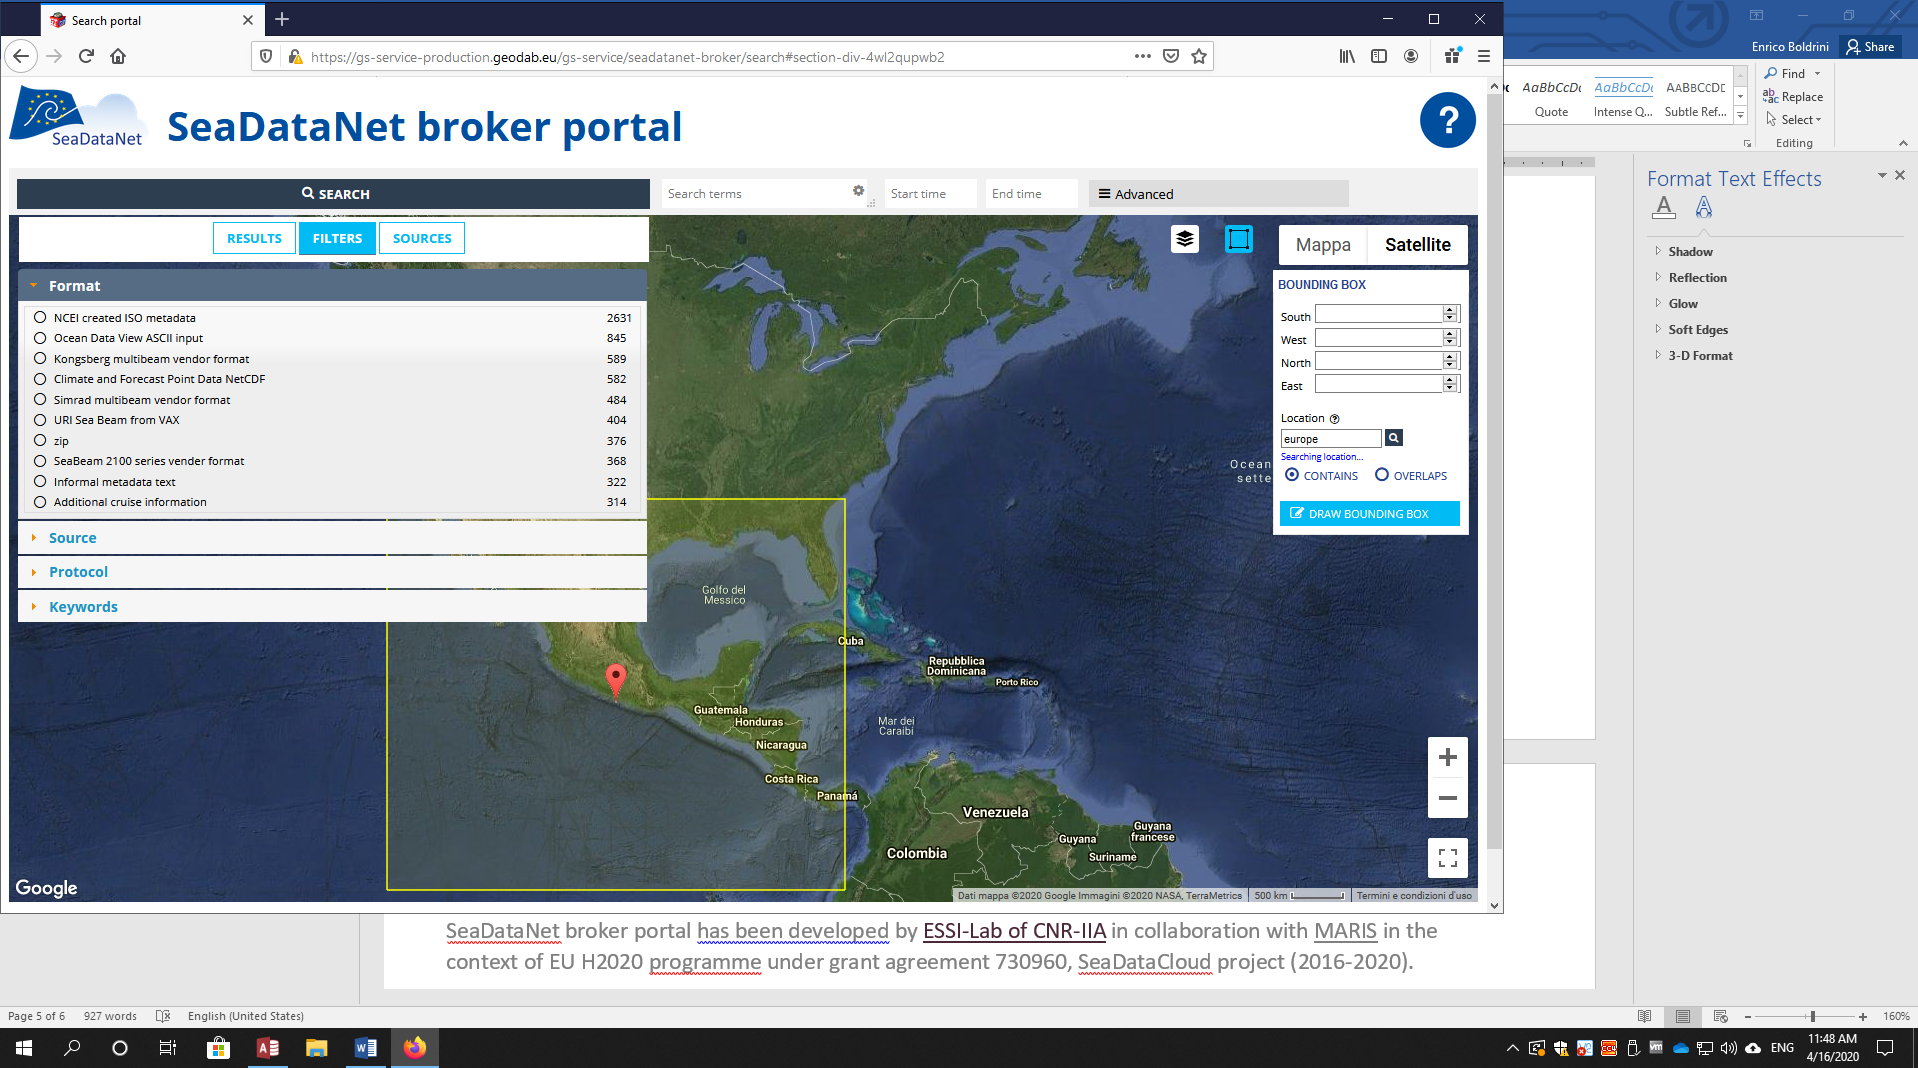 Search portal
https://gs-service-production.geodab.eu/gs-service/seadatanet-broker/search#section-div-4wl2qupwb2
Enrico Boldrini
Share
SeaDataNet
SeaDataNet broker portal
?
AaBbCcDc
AaBbCcDc
AABBCCDE
Quote
Intense Q...
Subtle Ref...
Find
Replace
Select
Editing
SEARCH
Search terms
Start time
End time
Advanced
RESULTS
FILTERS
SOURCES
Format
NCEI created ISO metadata 2631
Ocean Data View ASCII input 845
Kongsberg multibeam vendor format 589
Climate and Forecast Point Data NetCDF 582
Simrad multibeam vendor format 484
URI Sea Beam from VAX 404
zip 376
SeaBeam 2100 series vender format 368
Informal metadata text 322
Additional cruise information 314
Source
Protocol
Keywords
Mappa
Satellite
BOUNDING BOX
South
West
North
East
Location
europe
Searching location...
CONTAINS
OVERLAPS
DRAW BOUNDING BOX
Ocean
sette
Golfo del
Messico
Cuba
Repubblica
Dominicana
Porto Rico
Guatemala
Honduras
Mar dei
Caraibi
Nicaragua
Costa Rica
Panamá
Venezuela
Guyana
Guyana
francese
Suriname
Colombia
Google
Dati mappa ©2020 Google Immagini ©2020 NASA, TerraMetrics
500 km
Termini e condizioni d'uso
Format Text Effects
Shadow
Reflection
Glow
Soft Edges
3-D Format
SeaDataNet broker portal has been developed by ESSI-Lab of CNR-IIA in collaboration with MARIS in the
context of EU H2020 programme under grant agreement 730960, SeaDataCloud project (2016-2020).
Page 5 of 6
927 words
English (United States)
160%
ENG
11:48 AM
4/16/2020